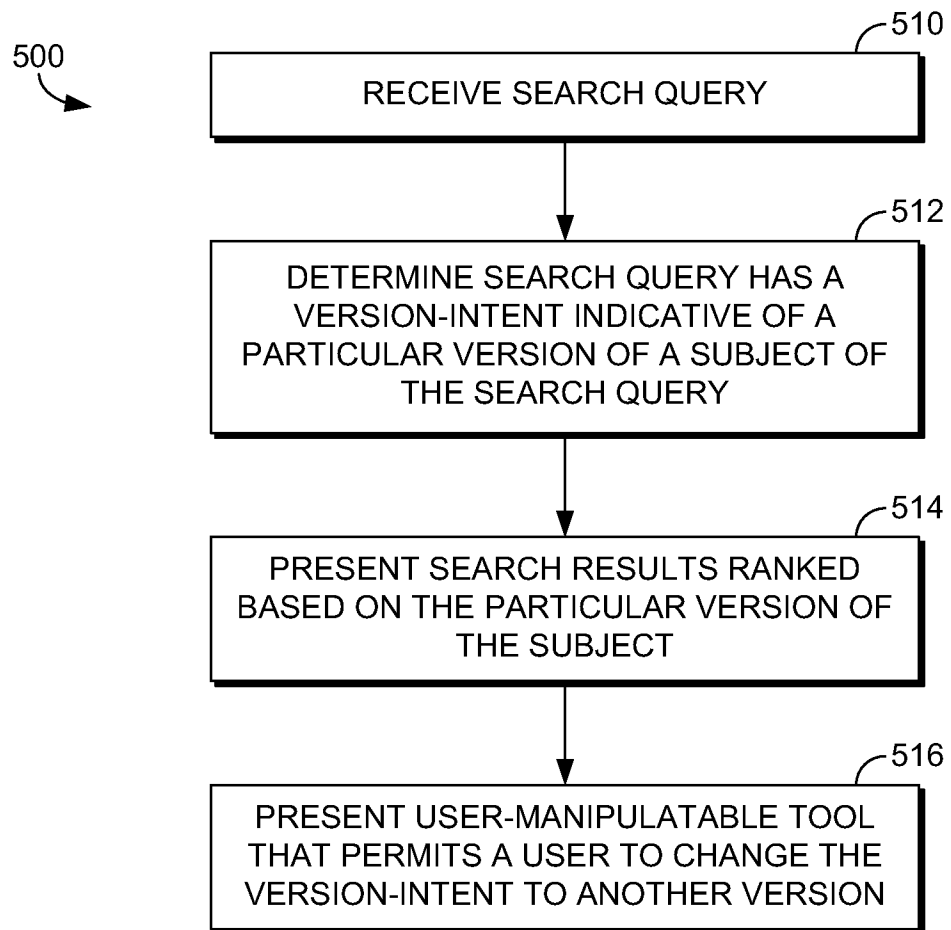 500
510
RECEIVE SEARCH QUERY
512
DETERMINE SEARCH QUERY HAS A
VERSION-INTENT INDICATIVE OF A
PARTICULAR VERSION OF A SUBJECT OF
THE SEARCH QUERY
514
PRESENT SEARCH RESULTS RANKED
BASED ON THE PARTICULAR VERSION OF
THE SUBJECT
516
PRESENT USER-MANIPULATABLE TOOL
THAT PERMITS A USER TO CHANGE THE
VERSION-INTENT TO ANOTHER VERSION